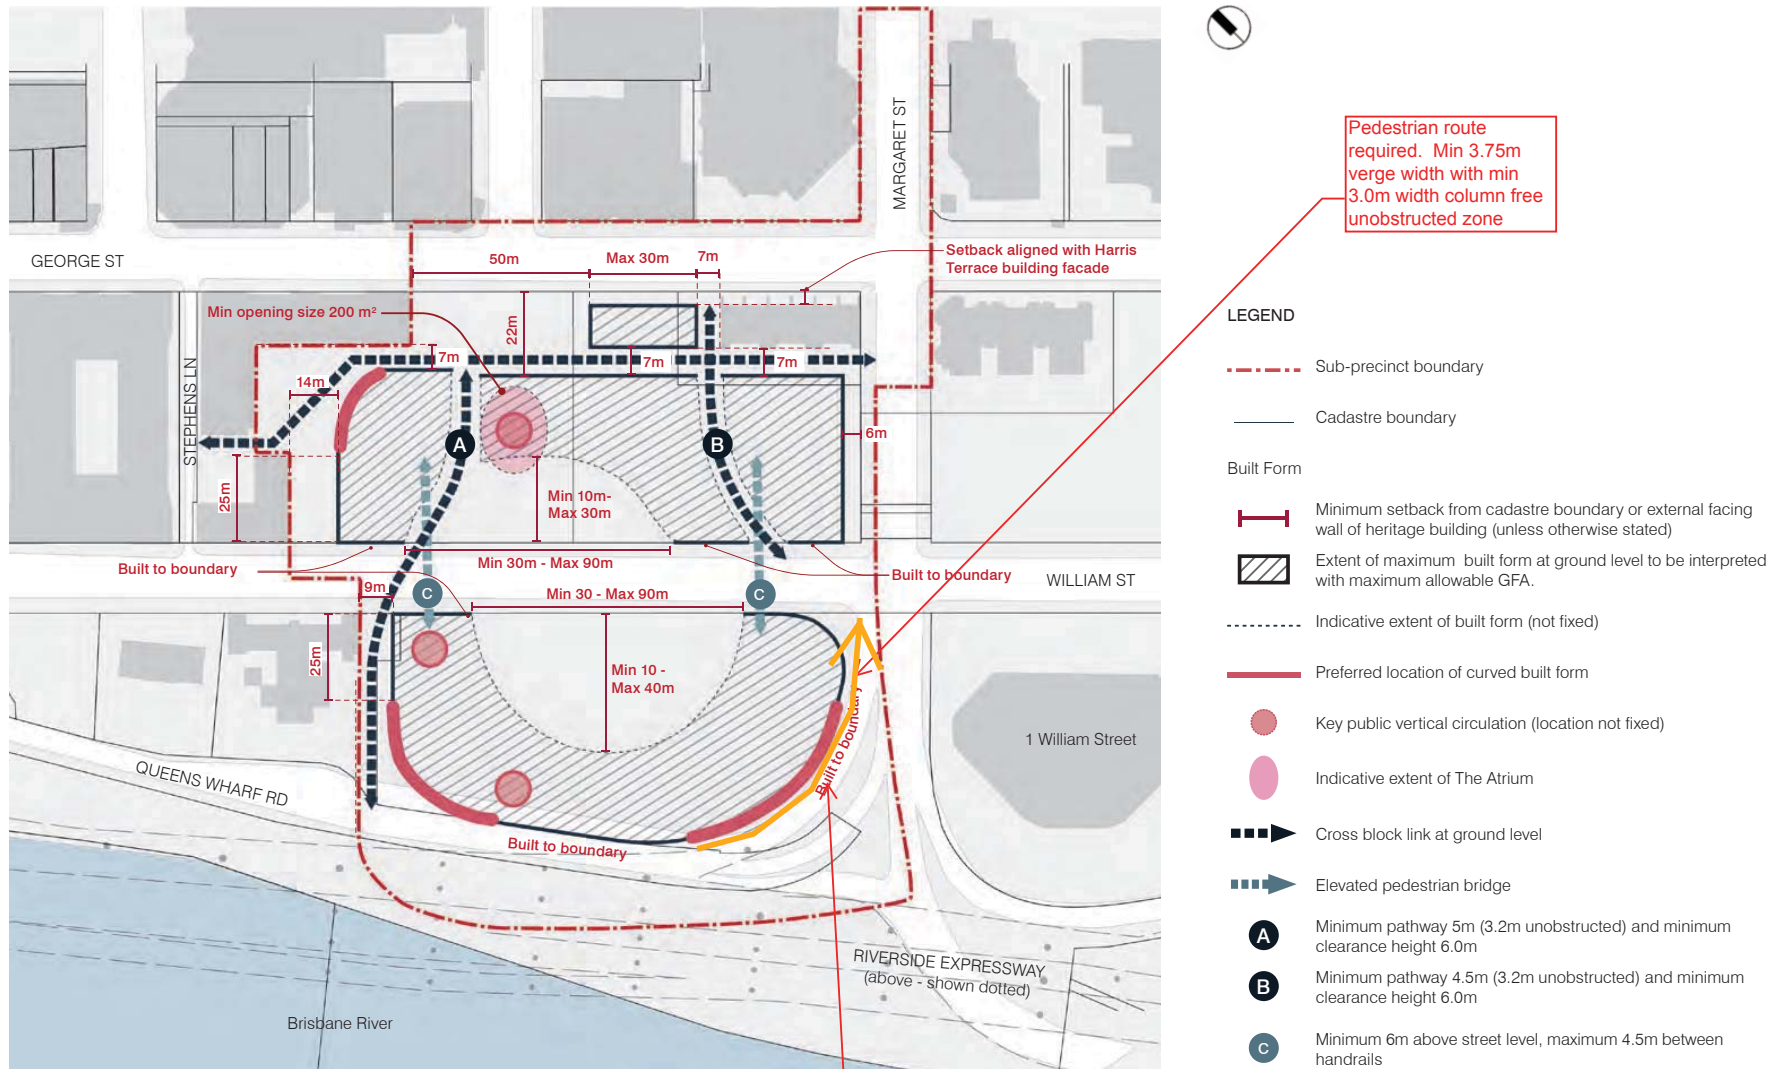 MARGARET ST
Pedestrian route
required. Min 3.75m
verge width with min
3.0m width column free
unobstructed zone
GEORGE ST
50m
Max 30m
7m
Setback aligned with Harris
Terrace building facade
Min opening size 200 m²
22m
7m
7m
7m
14m
STEPHENS LN
A
B
6m
25m
Min 10m-
Max 30m
Min 30m - Max 90m
Built to boundary
Built to boundary
WILLIAM ST
9m
C
Min 30 - Max 90m
C
25m
Min 10 -
Max 40m
Built to boundary
1 William Street
QUEENS WHARF RD
Built to boundary
RIVERSIDE EXPRESSWAY
(above - shown dotted)
Brisbane River
LEGEND
Sub-precinct boundary
Cadastre boundary
Built Form
Minimum setback from cadastre boundary or external facing
wall of heritage building (unless otherwise stated)
Extent of maximum built form at ground level to be interpreted
with maximum allowable GFA.
Indicative extent of built form (not fixed)
Preferred location of curved built form
Key public vertical circulation (location not fixed)
Indicative extent of The Atrium
Cross block link at ground level
Elevated pedestrian bridge
A
Minimum pathway 5m (3.2m unobstructed) and minimum
clearance height 6.0m
B
Minimum pathway 4.5m (3.2m unobstructed) and minimum
clearance height 6.0m
C
Minimum 6m above street level, maximum 4.5m between
handrails